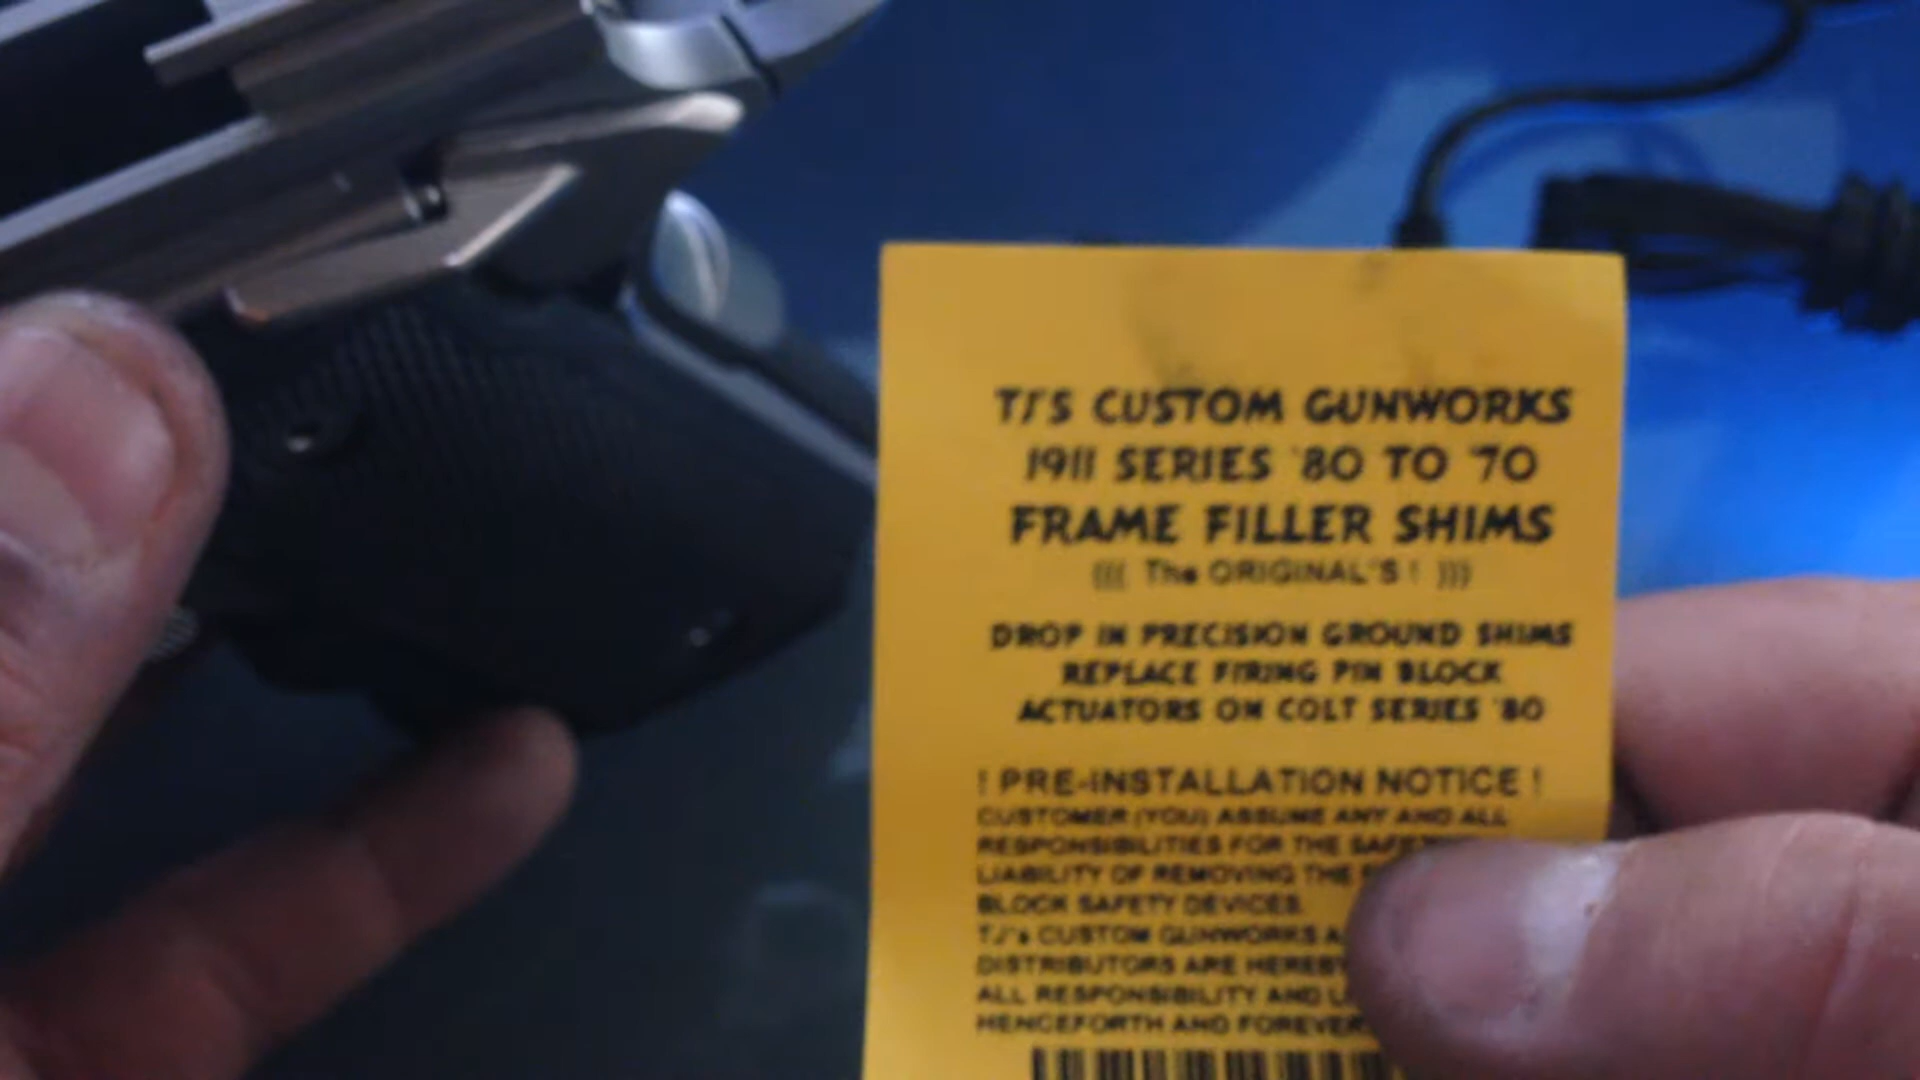 TJ'S CUSTOM GUNWORKS
1911 SERIES '80 TO '70
FRAME FILLER SHIMS
((( The ORIGINAL'S ! )))
DROP IN PRECISION GROUND SHIMS
REPLACE FIRING PIN BLOCK
ACTUATORS ON COLT SERIES '80
! PRE-INSTALLATION NOTICE !
CUSTOMER (YOU) ASSUME ANY AND ALL
RESPONSIBILITIES FOR THE
LIABILITY OF REMOVING THE
BLOCK SAFETY DEVICES.
TJ's CUSTOM GUNWORKS
DISTRIBUTORS ARE HEREBY
ALL RESPONSIBILITY AND
HENCEFORTH AND FOREVER